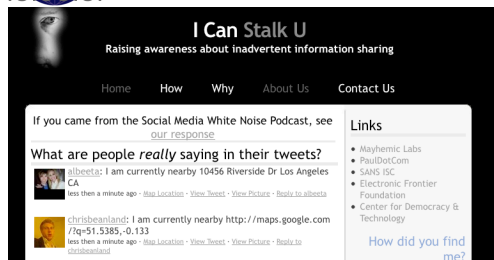 I Can Stalk U
Raising awareness about inadvertent information sharing
Home How Why About Us Contact Us
If you came from the Social Media White Noise Podcast, see
our response
What are people really saying in their tweets?
albeeta: I am currently nearby 10456 Riverside Dr Los Angeles
CA
less then a minute ago - Map Location - View Tweet - View Picture - Reply to albeeta
chrisbeanland: I am currently nearby http://maps.google.com
/?q=51.5385,-0.133
less then a minute ago - Map Location - View Tweet - View Picture - Reply to
chrisbeanland
Links
• Mayhemic Labs
• PaulDotCom
• SANS ISC
• Electronic Frontier
Foundation
• Center for Democracy &
Technology
How did you find
me?